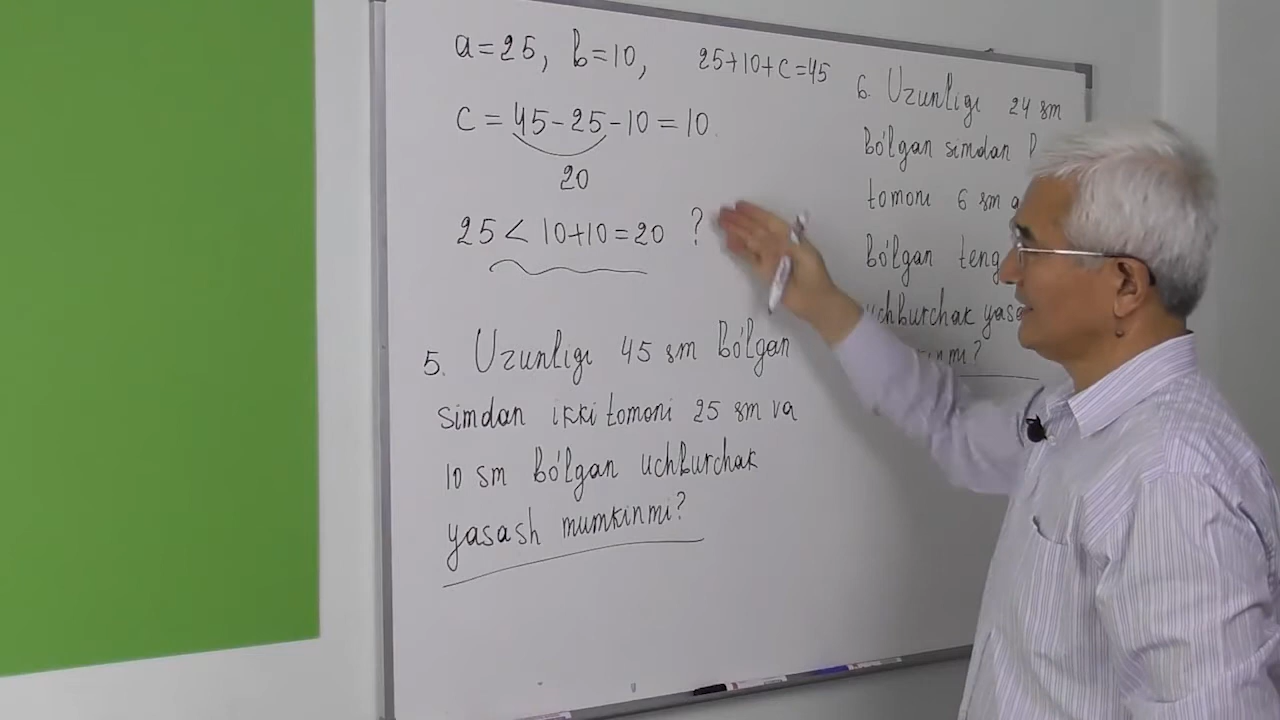 a=25, b=10, 25+10+c=45
c = 45-25-10=10
20
25 < 10+10=20 ?
5. Uzunligi 45 sm bo'lgan
simdan ikki tomoni 25 sm va
10 sm bo'lgan uchburchak
yasash mumkinmi?
6. Uzunligi 24 sm
bo'lgan simdan
tomoni 6 sm
bo'lgan teng
uchburchak